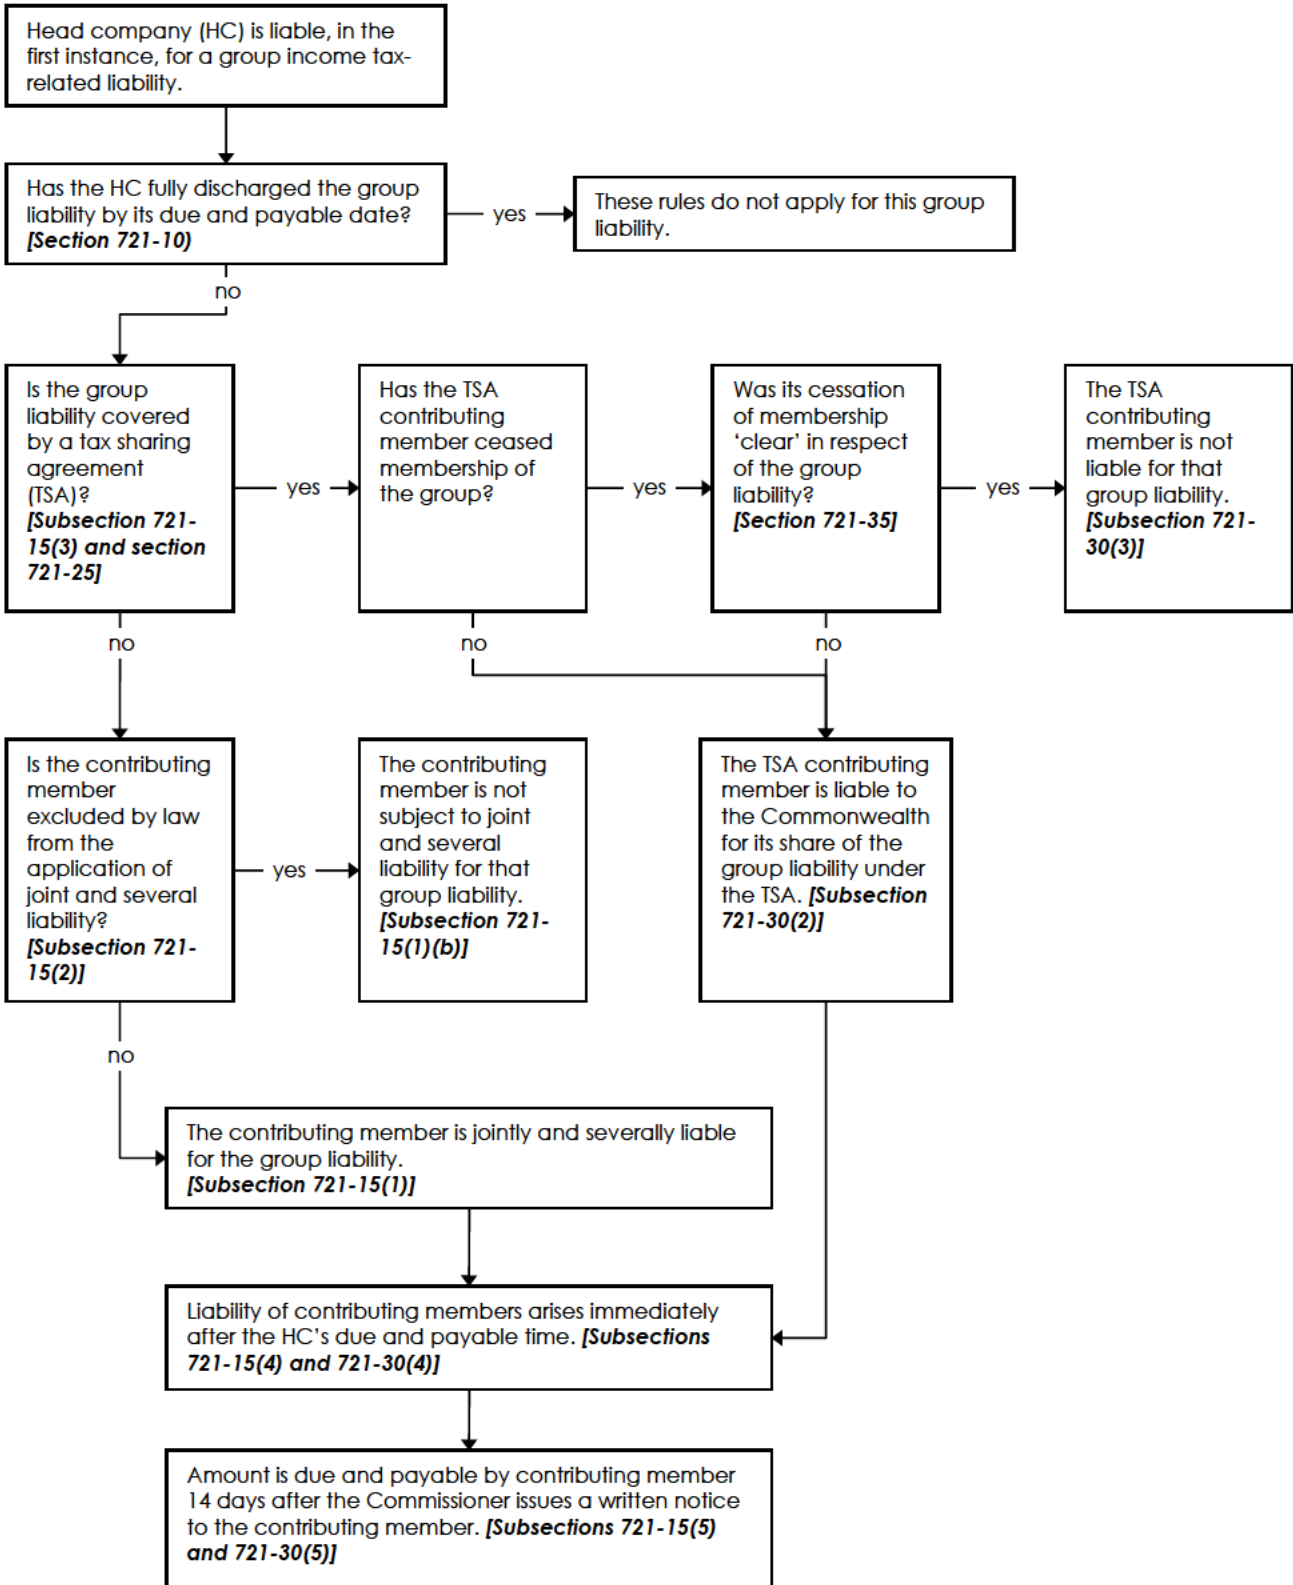 Head company (HC) is liable, in the
first instance, for a group income tax-
related liability.
Has the HC fully discharged the group
liability by its due and payable date?
[Section 721-10)
yes
These rules do not apply for this group
liability.
no
Is the group
liability covered
by a tax sharing
agreement
(TSA)?
[Subsection 721-
15(3) and section
721-25]
yes
Has the TSA
contributing
member ceased
membership of
the group?
yes
Was its cessation
of membership
‘clear’ in respect
of the group
liability?
[Section 721-35]
yes
The TSA
contributing
member is not
liable for that
group liability.
[Subsection 721-
30(3)]
no
no
no
Is the contributing
member
excluded by law
from the
application of
joint and several
liability?
[Subsection 721-
15(2)]
yes
The contributing
member is not
subject to joint
and several
liability for that
group liability.
[Subsection 721-
15(1)(b)]
The TSA contributing
member is liable to
the Commonwealth
for its share of the
group liability under
the TSA. [Subsection
721-30(2)]
no
The contributing member is jointly and severally liable
for the group liability.
[Subsection 721-15(1)]
Liability of contributing members arises immediately
after the HC’s due and payable time. [Subsections
721-15(4) and 721-30(4)]
Amount is due and payable by contributing member
14 days after the Commissioner issues a written notice
to the contributing member. [Subsections 721-15(5)
and 721-30(5)]